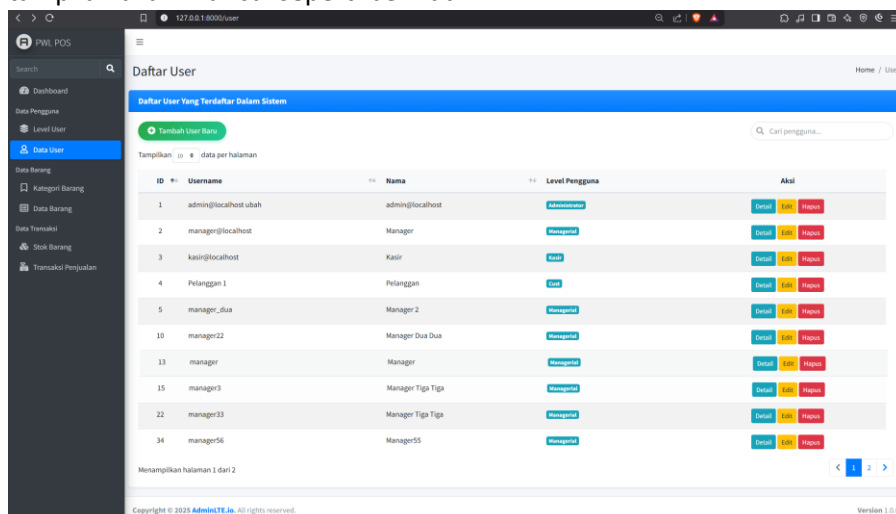 127.0.0.1:8000/user
PWL POS
Search
Daftar User
Home / Use
Dashboard
Data Pengguna
Level User
Data User
Data Barang
Kategori Barang
Data Barang
Data Transaksi
Stok Barang
Transaksi Penjualan
Daftar User Yang Terdaftar Dalam Sistem
Tambah User Baru
Cari pengguna...
Tampilkan 10 data per halaman
ID Username Nama Level Pengguna Aksi
1 admin@localhost ubah admin@localhost Administrator Detail Edit Hapus
2 manager@localhost Manager Managerial Detail Edit Hapus
3 kasir@localhost Kasir Kasir Detail Edit Hapus
4 Pelanggan 1 Pelanggan Cust Detail Edit Hapus
5 manager_dua Manager 2 Managerial Detail Edit Hapus
10 manager22 Manager Dua Dua Managerial Detail Edit Hapus
13 manager Manager Managerial Detail Edit Hapus
15 manager3 Manager Tiga Tiga Managerial Detail Edit Hapus
22 manager33 Manager Tiga Tiga Managerial Detail Edit Hapus
34 manager56 Manager55 Managerial Detail Edit Hapus
Menampilkan halaman 1 dari 2
1 2
Copyright © 2025 AdminLTE.io. All rights reserved.
Version 1.0